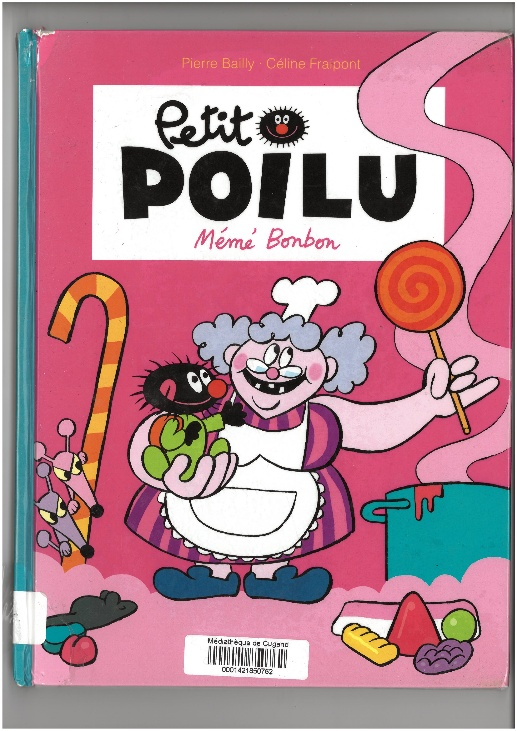 Pierre Bailly · Céline Fraipont
Petit
POILU
Mémé Bonbon
Médiathèque de Cugand
0001421850762